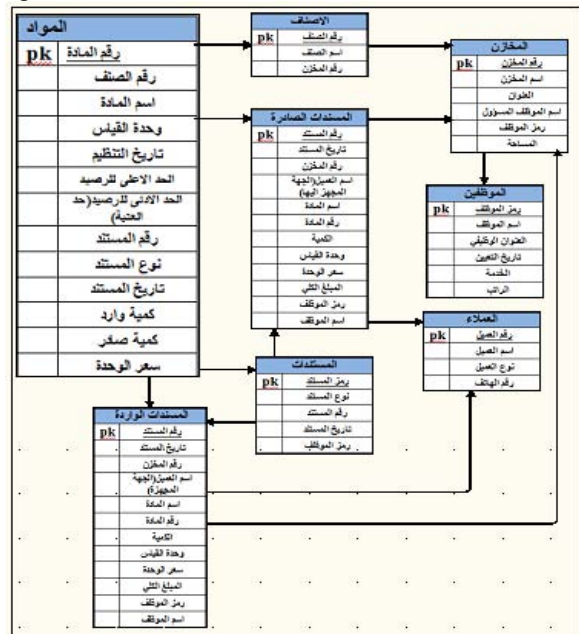 المواد
pk رقم المادة
رقم الصنف
اسم المادة
وحدة القياس
تاريخ التنظيم
الحد الاعلى للرصيد
الحد الادنى للرصيد(حد
العتبة)
رقم المستند
نوع المستند
تاريخ المستند
كمية وارد
كمية صادر
سعر الوحدة
الاصناف
pk رقم الصنف
اسم الصنف
رقم المخزن
المخازن
pk رقم المخزن
اسم المخزن
العنوان
اسم الموظف المسؤول
رمز الموظف
المساحة
المستندات الصادرة
pk رقم المستند
تاريخ المستند
رقم المخزن
اسم العميل(الجهة
المجهز اليها)
اسم المادة
رقم المادة
الكمية
وحدة القياس
سعر الوحدة
المبلغ الكلي
رمز الموظف
اسم الموظف
الموظفين
pk رمز الموظف
اسم الموظف
العنوان الوظيفي
تاريخ التعيين
الخدمة
الراتب
العملاء
pk رقم العميل
اسم العميل
نوع العميل
رقم الهاتف
المستندات
pk رمز المستند
نوع المستند
رقم المستند
تاريخ المستند
رمز الموظف
المستندات الواردة
pk رقم المستند
تاريخ المستند
رقم المخزن
اسم العميل(الجهة
المجهزة)
اسم المادة
رقم المادة
الكمية
وحدة القياس
سعر الوحدة
المبلغ الكلي
رمز الموظف
اسم الموظف